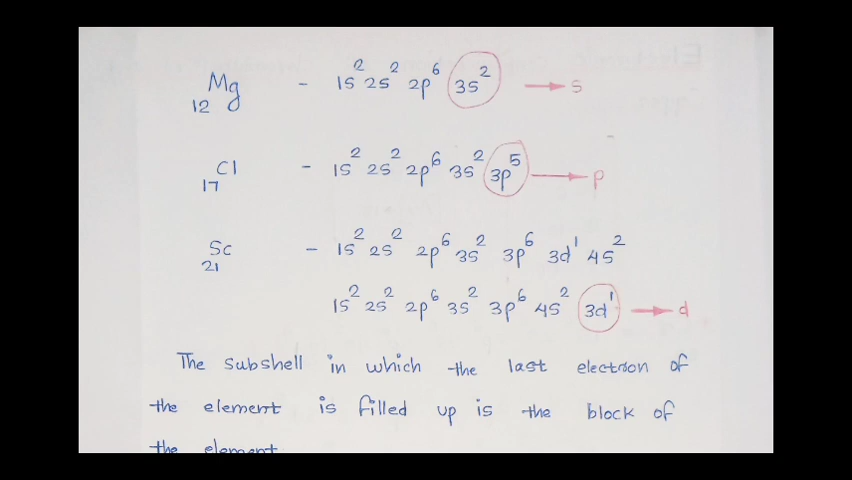 ₁₂Mg - 1s² 2s² 2p⁶ 3s² → s
₁₇Cl - 1s² 2s² 2p⁶ 3s² 3p⁵ → p
₂₁Sc - 1s² 2s² 2p⁶ 3s² 3p⁶ 3d¹ 4s²
1s² 2s² 2p⁶ 3s² 3p⁶ 4s² 3d¹ → d
The subshell in which the last electron of
the element is filled up is the block of
the element.